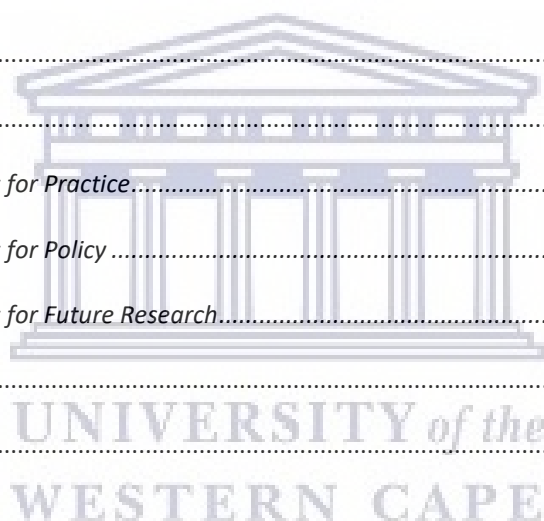 ................................................................
................................................................
for Practice................................................
for Policy ...................................................
for Future Research.....................................
................................................................
UNIVERSITY of the
................................................................
WESTERN CAPE